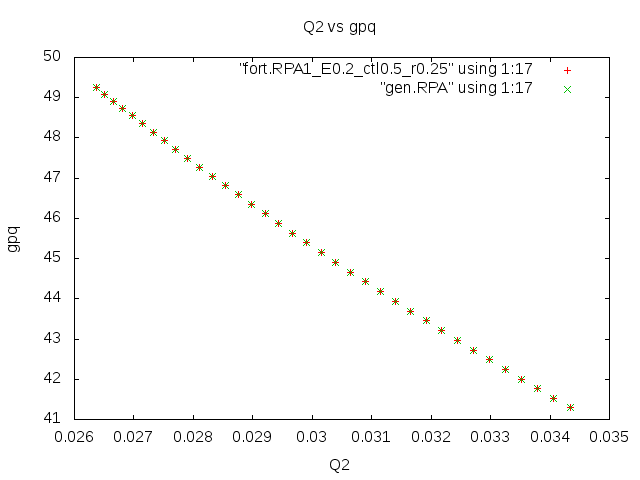 Q2 vs gpq
"fort.RPA1_E0.2_ctl0.5_r0.25" using 1:17
"gen.RPA" using 1:17
50
49
48
47
46
45
44
43
42
41
gpq
0.026 0.027 0.028 0.029 0.03 0.031 0.032 0.033 0.034 0.035
Q2